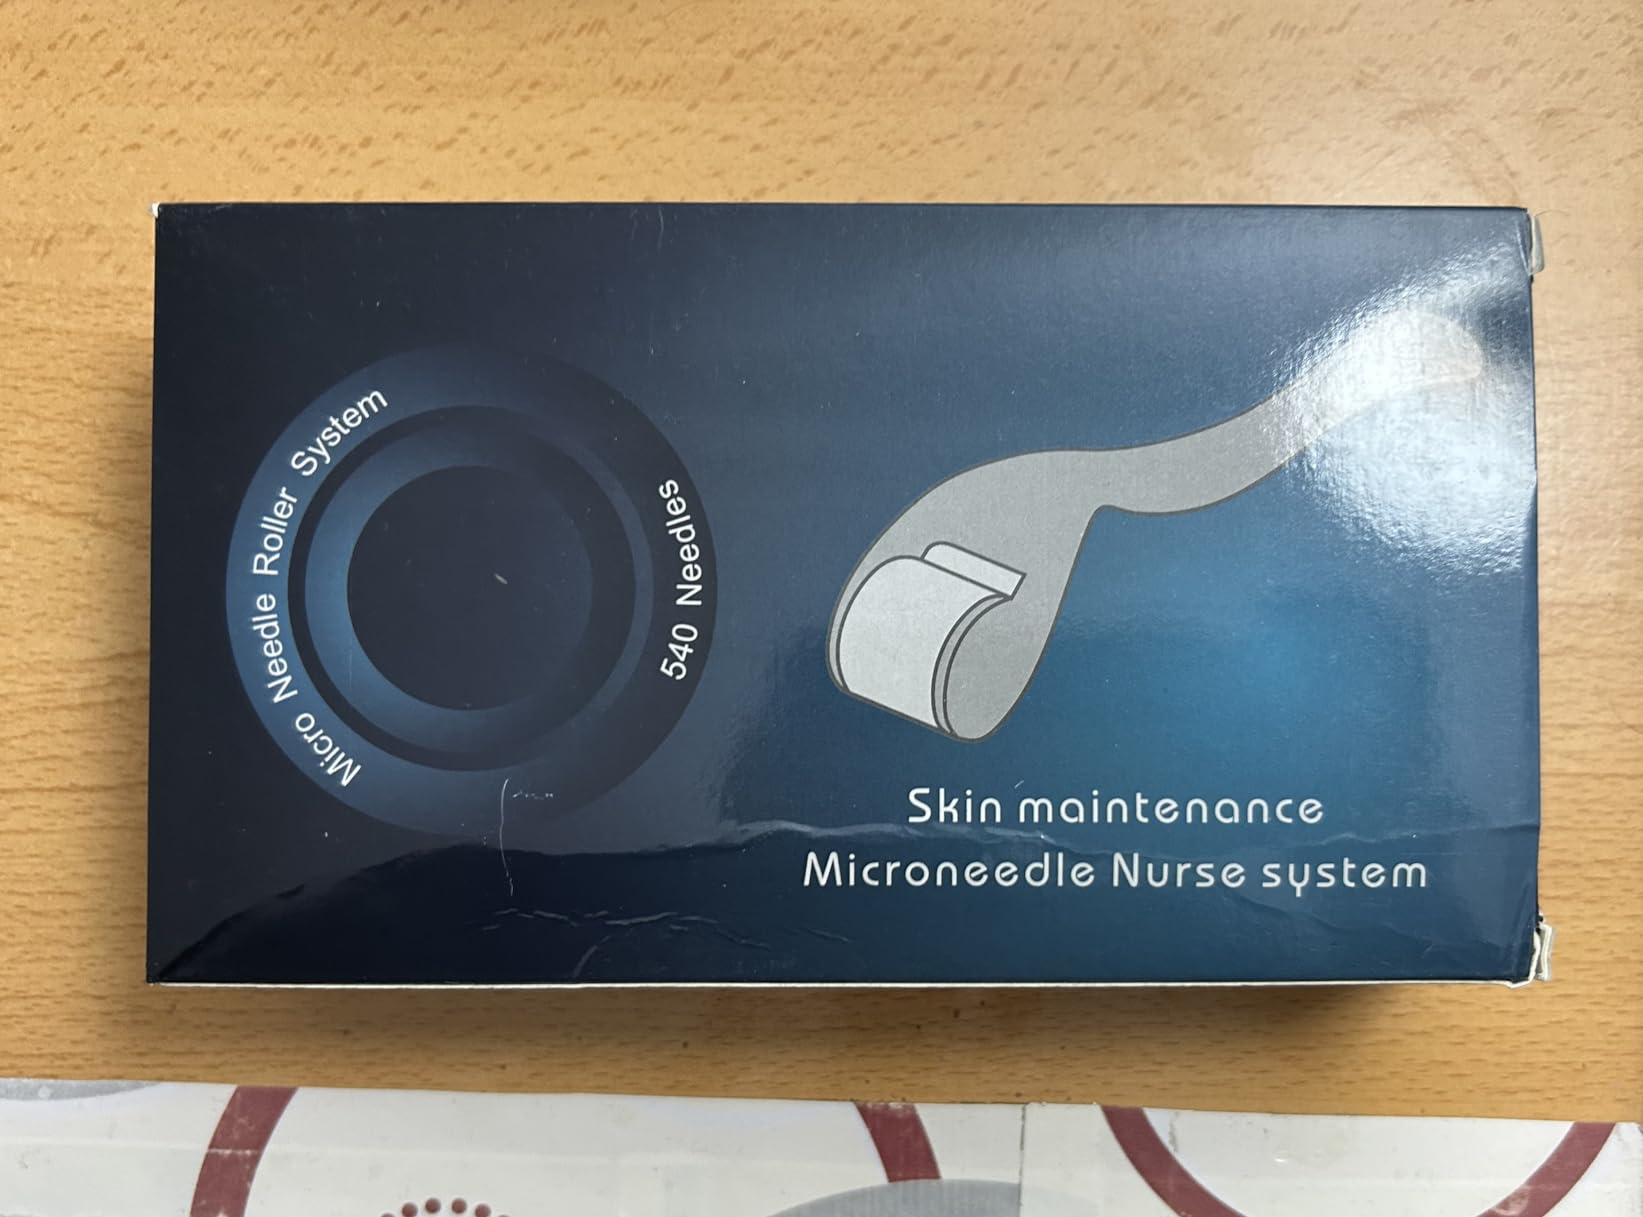 Micro Needle Roller System
540 Needles
Skin maintenance
Microneedle Nurse system